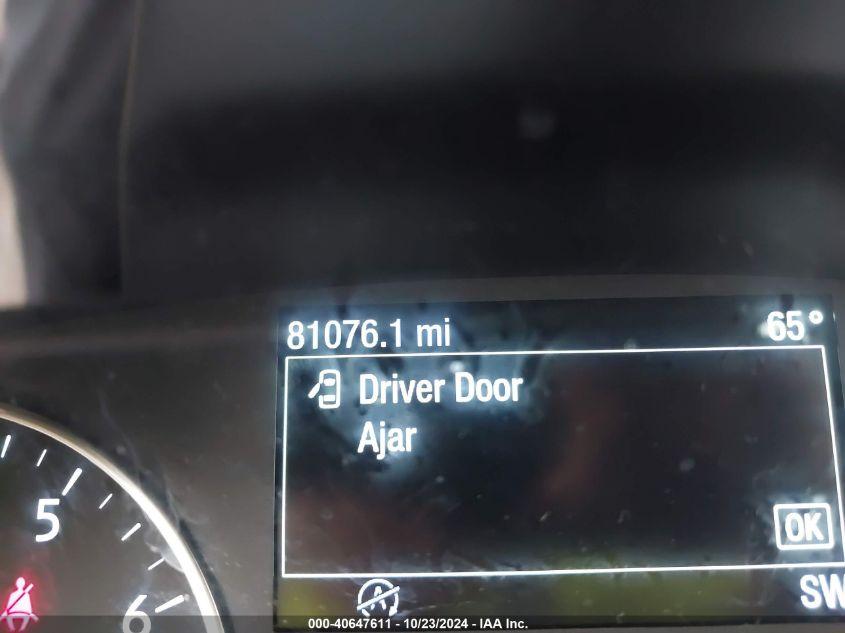 81076.1 mi 65°
Driver Door
Ajar
OK
5
SW
6
000-40647611 - 10/23/2024 - IAA Inc.